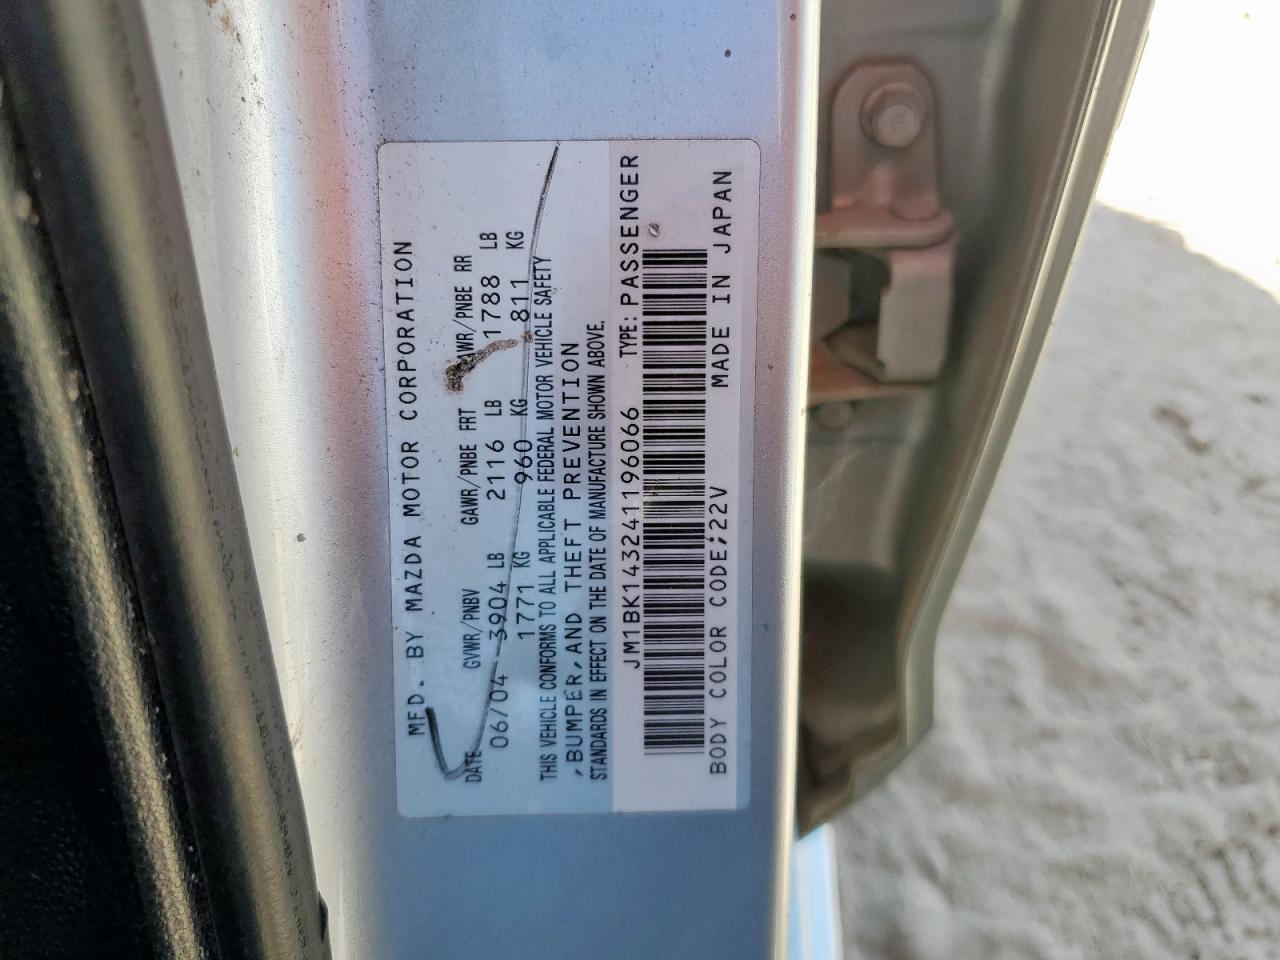 MFD. BY MAZDA MOTOR CORPORATION
DATE GVWR/PNBV GAWR/PNBE FRT GAWR/PNBE RR
06/04 3904 LB 2116 LB 1788 LB
1771 KG 960 KG 811 KG
THIS VEHICLE CONFORMS TO ALL APPLICABLE FEDERAL MOTOR VEHICLE SAFETY
,BUMPER,AND THEFT PREVENTION
STANDARDS IN EFFECT ON THE DATE OF MANUFACTURE SHOWN ABOVE.
JM1BK143241196066 TYPE: PASSENGER
BODY COLOR CODE;22V MADE IN JAPAN